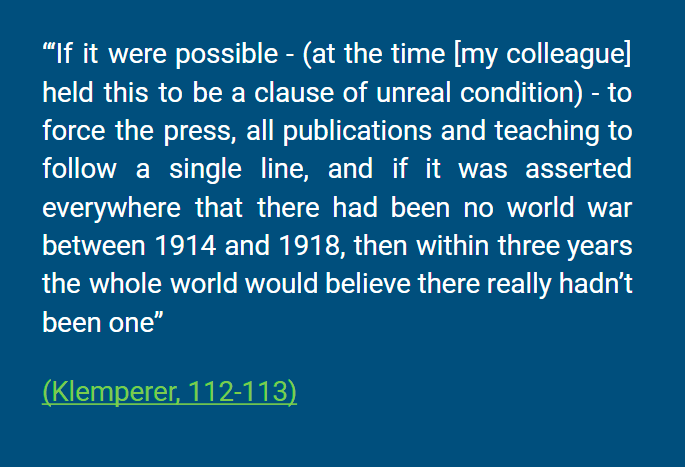 “‘If it were possible - (at the time [my colleague]
held this to be a clause of unreal condition) - to
force the press, all publications and teaching to
follow a single line, and if it was asserted
everywhere that there had been no world war
between 1914 and 1918, then within three years
the whole world would believe there really hadn’t
been one”
(Klemperer, 112-113)